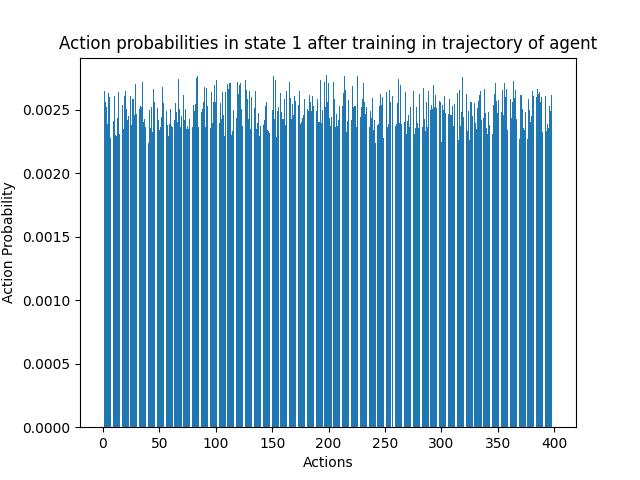 Action probabilities in state 1 after training in trajectory of agent
0.0025
0.0020
0.0015
0.0010
0.0005
0.0000
Action Probability
0 50 100 150 200 250 300 350 400
Actions